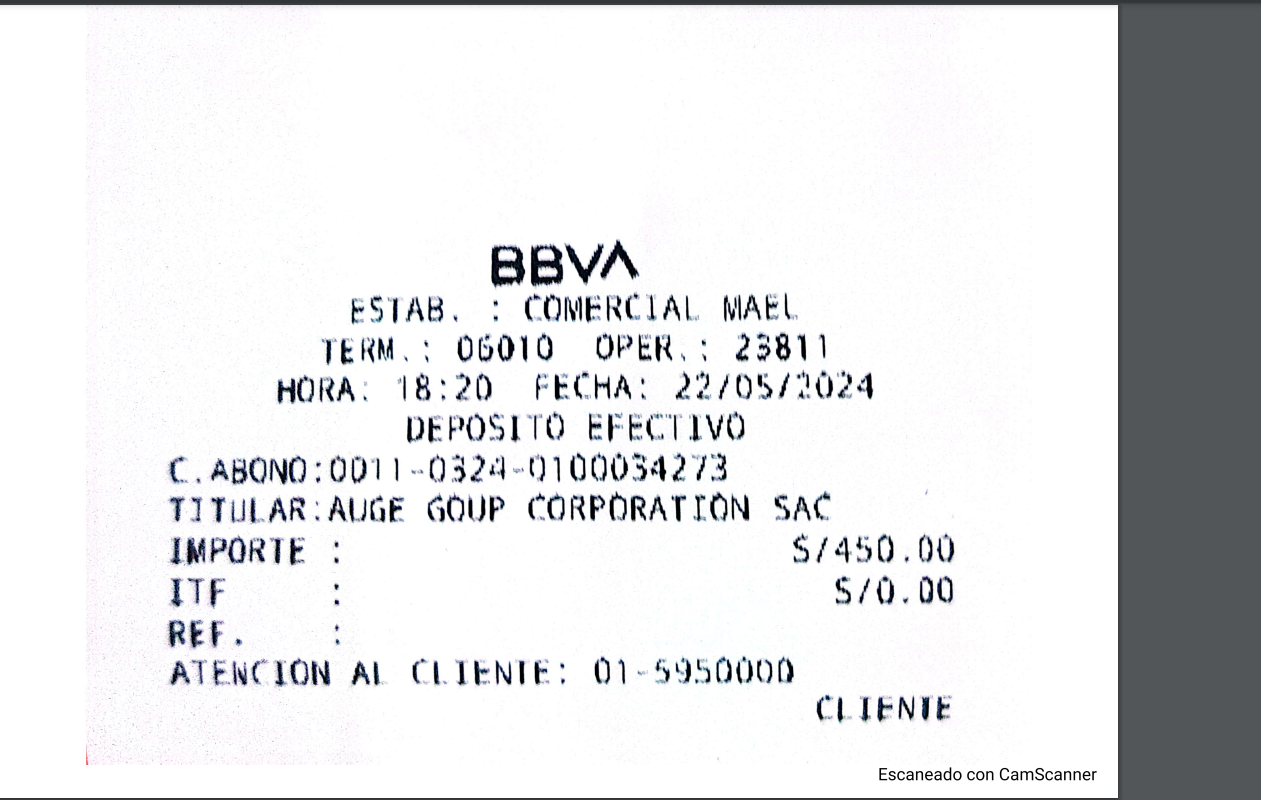 BBVA
ESTAB. : COMERCIAL MAEL
TERM.: 06010 OPER.: 23811
HORA: 18:20 FECHA: 22/05/2024
DEPOSITO EFECTIVO
C.ABONO:0011-0324-0100034273
TITULAR:AUGE GOUP CORPORATION SAC
IMPORTE : S/450.00
ITF : S/0.00
REF. :
ATENCION AL CLIENTE: 01-5950000
CLIENTE
Escaneado con CamScanner